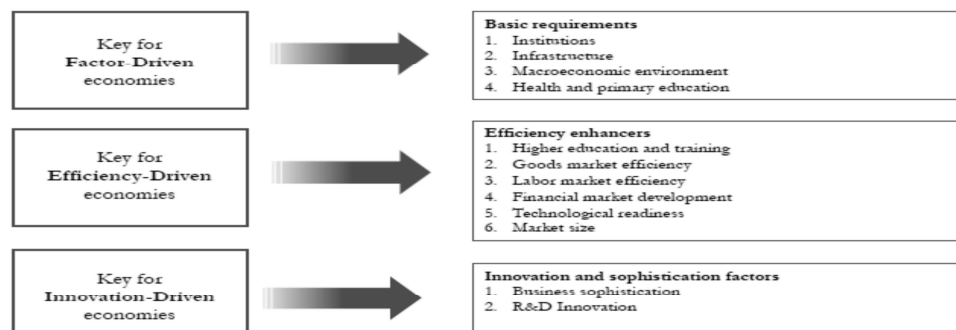 Key for
Factor-Driven
economies
Basic requirements
1. Institutions
2. Infrastructure
3. Macroeconomic environment
4. Health and primary education
Key for
Efficiency-Driven
economies
Efficiency enhancers
1. Higher education and training
2. Goods market efficiency
3. Labor market efficiency
4. Financial market development
5. Technological readiness
6. Market size
Key for
Innovation-Driven
economies
Innovation and sophistication factors
1. Business sophistication
2. R&D Innovation